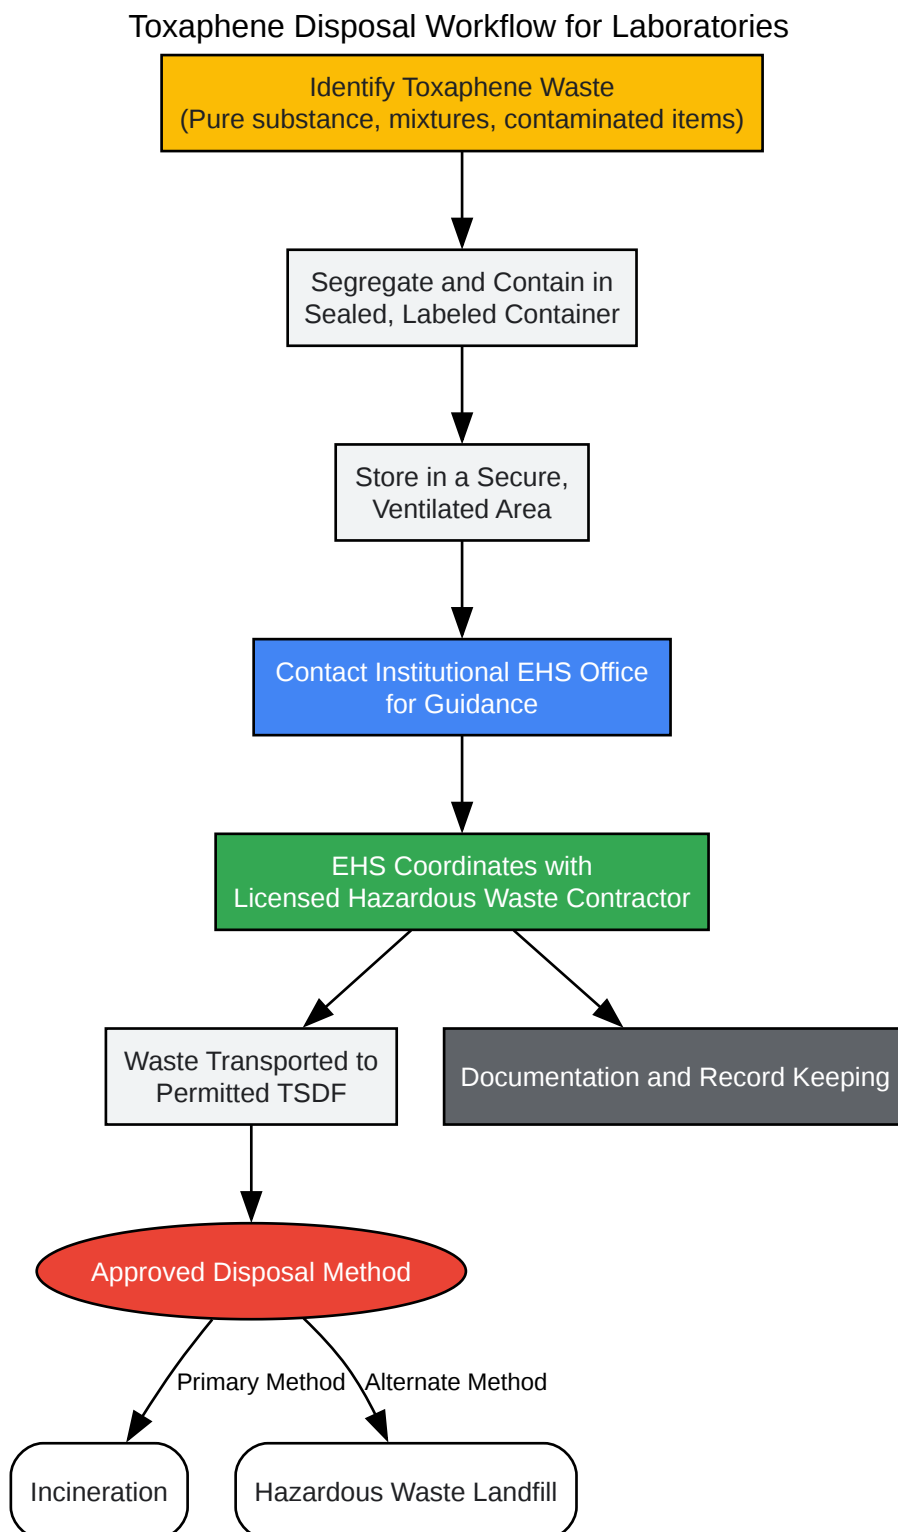 Toxaphene Disposal Workflow for Laboratories
Identify Toxaphene Waste
(Pure substance, mixtures, contaminated items)
Segregate and Contain in
Sealed, Labeled Container
Store in a Secure,
Ventilated Area
Contact Institutional EHS Office
for Guidance
EHS Coordinates with
Licensed Hazardous Waste Contractor
Waste Transported to
Permitted TSDF
Documentation and Record Keeping
Approved Disposal Method
Primary Method
Alternate Method
Incineration
Hazardous Waste Landfill